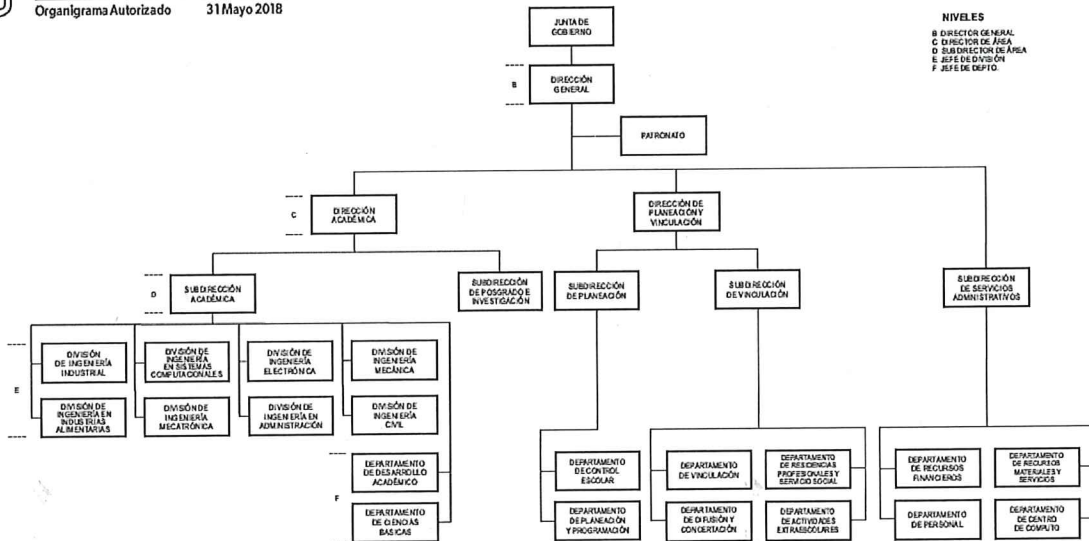 Organigrama Autorizado 31 Mayo 2018
JUNTA DE
GOBIERNO
NIVELES
B DIRECTOR GENERAL
C DIRECTOR DE ÁREA
D SUBDIRECTOR DE ÁREA
E JEFE DE DIVISIÓN
F JEFE DE DEPTO.
B
DIRECCIÓN
GENERAL
PATRONATO
C
DIRECCIÓN
ACADÉMICA
DIRECCIÓN DE
PLANEACIÓN Y
VINCULACIÓN
D
SUBDIRECCIÓN
ACADÉMICA
SUBDIRECCIÓN
DE POSGRADO E
INVESTIGACIÓN
SUBDIRECCIÓN
DE PLANEACIÓN
SUBDIRECCIÓN
DE VINCULACIÓN
SUBDIRECCIÓN
DE SERVICIOS
ADMINISTRATIVOS
E
DIVISIÓN
DE INGENIERÍA
INDUSTRIAL
DIVISIÓN DE
INGENIERÍA
EN SISTEMAS
COMPUTACIONALES
DIVISIÓN DE
INGENIERÍA
ELECTRÓNICA
DIVISIÓN DE
INGENIERÍA
MECÁNICA
DIVISIÓN DE
INGENIERÍA EN
INDUSTRIAS
ALIMENTARIAS
DIVISIÓN DE
INGENIERÍA
MECATRÓNICA
DIVISIÓN DE
INGENIERÍA EN
ADMINISTRACIÓN
DIVISIÓN DE
INGENIERÍA
CIVIL
F
DEPARTAMENTO
DE DESARROLLO
ACADÉMICO
DEPARTAMENTO
DE CIENCIAS
BASICAS
DEPARTAMENTO
DE CONTROL
ESCOLAR
DEPARTAMENTO
DE PLANEACIÓN
Y PROGRAMACIÓN
DEPARTAMENTO
DE VINCULACIÓN
DEPARTAMENTO
DE RESIDENCIAS
PROFESIONALES Y
SERVICIO SOCIAL
DEPARTAMENTO
DE DIFUSIÓN Y
CONCERTACIÓN
DEPARTAMENTO
DE ACTIVIDADES
EXTRAESCOLARES
DEPARTAMENTO
DE RECURSOS
FINANCIEROS
DEPARTAMENTO
DE RECURSOS
MATERIALES Y
SERVICIOS
DEPARTAMENTO
DE PERSONAL
DEPARTAMENTO
DE CENTRO
DE COMPUTO